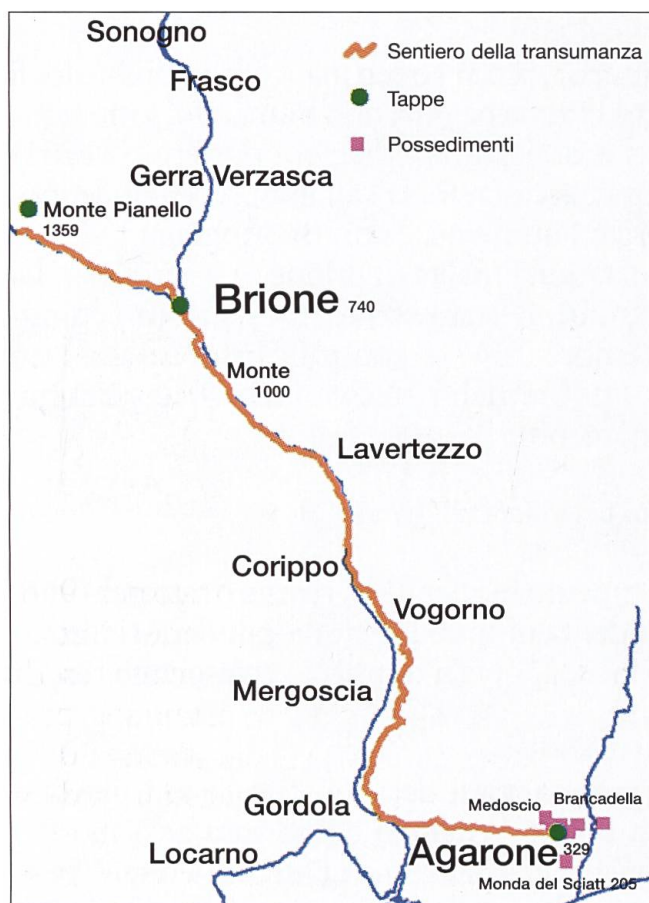 Sonogno
Sentiero della transumanza
Frasco
Tappe
Possedimenti
Gerra Verzasca
Monte Pianello
1359
Brione 740
Monte
1000
Lavertezzo
Corippo
Vogorno
Mergoscia
Gordola
Medoscio
Brancadella
Locarno
Agarone 329
Monda del Sciatt 205